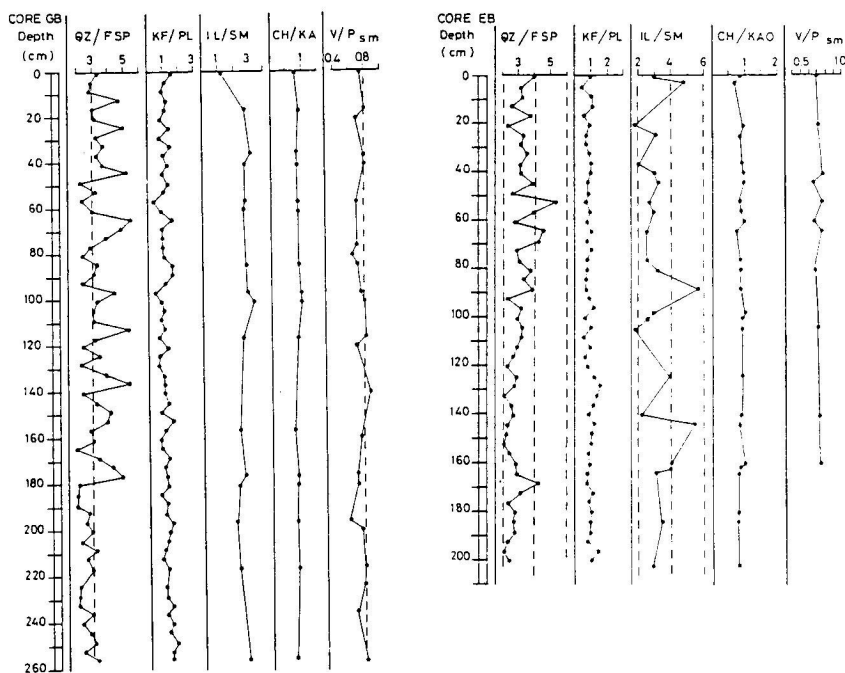 CORE GB
Depth
(cm)
QZ/FSP KF/PL IL/SM CH/KA V/P sm
3 5 1 1 3 1 0.4 08
0
20
40
60
80
100
120
140
160
180
200
220
240
260
CORE EB
Depth
(cm)
QZ/FSP KF/PL IL/SM CH/KAO V/P sm
3 5 1 2 2 4 6 1 2 0.5 10
0
20
40
60
80
100
120
140
160
180
200